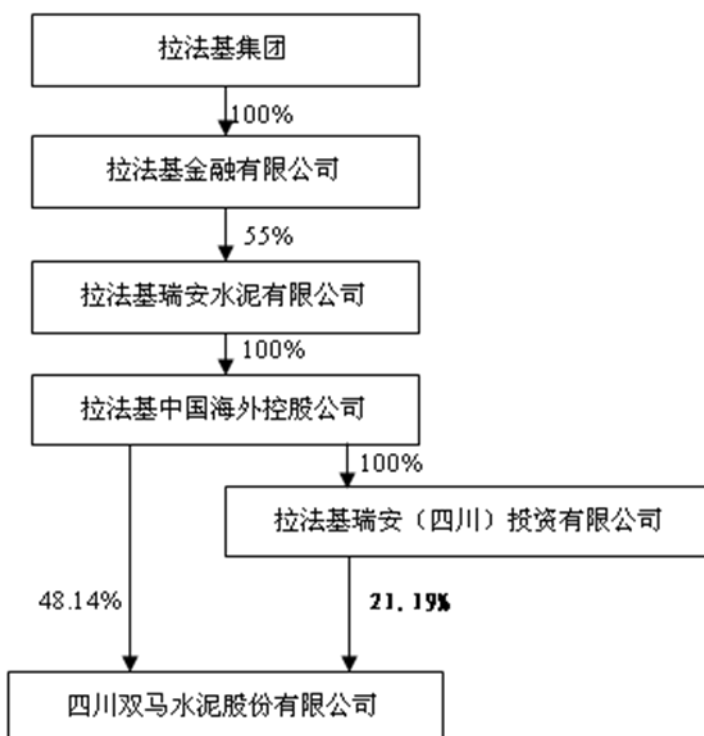 拉法基集团
100%
拉法基金融有限公司
55%
拉法基瑞安水泥有限公司
100%
拉法基中国海外控股公司
100%
拉法基瑞安（四川）投资有限公司
48.14%
21.19%
四川双马水泥股份有限公司